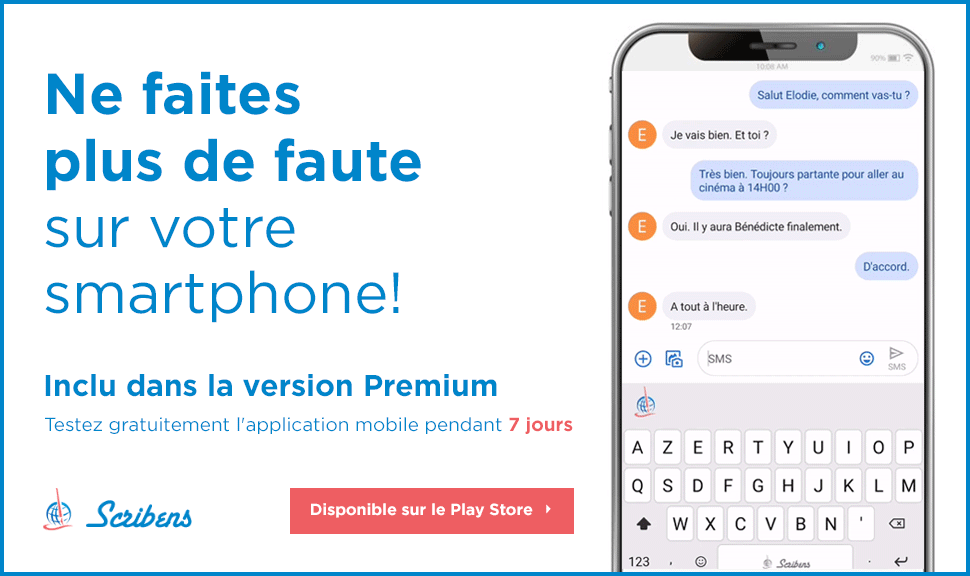 Ne faites
plus de faute
sur votre
smartphone!
Inclu dans la version Premium
Testez gratuitement l'application mobile pendant 7 jours
Scribens
Disponible sur le Play Store
90%
10:08 AM
Salut Elodie, comment vas-tu ?
E
Je vais bien. Et toi ?
Très bien. Toujours partante pour aller au
cinéma à 14H00 ?
E
Oui. Il y aura Bénédicte finalement.
D'accord.
E
A tout à l'heure.
12:07
SMS
SMS
A Z E R T Y U I O P
Q S D F G H J K L M
W X C V B N '
123 , Scribens .